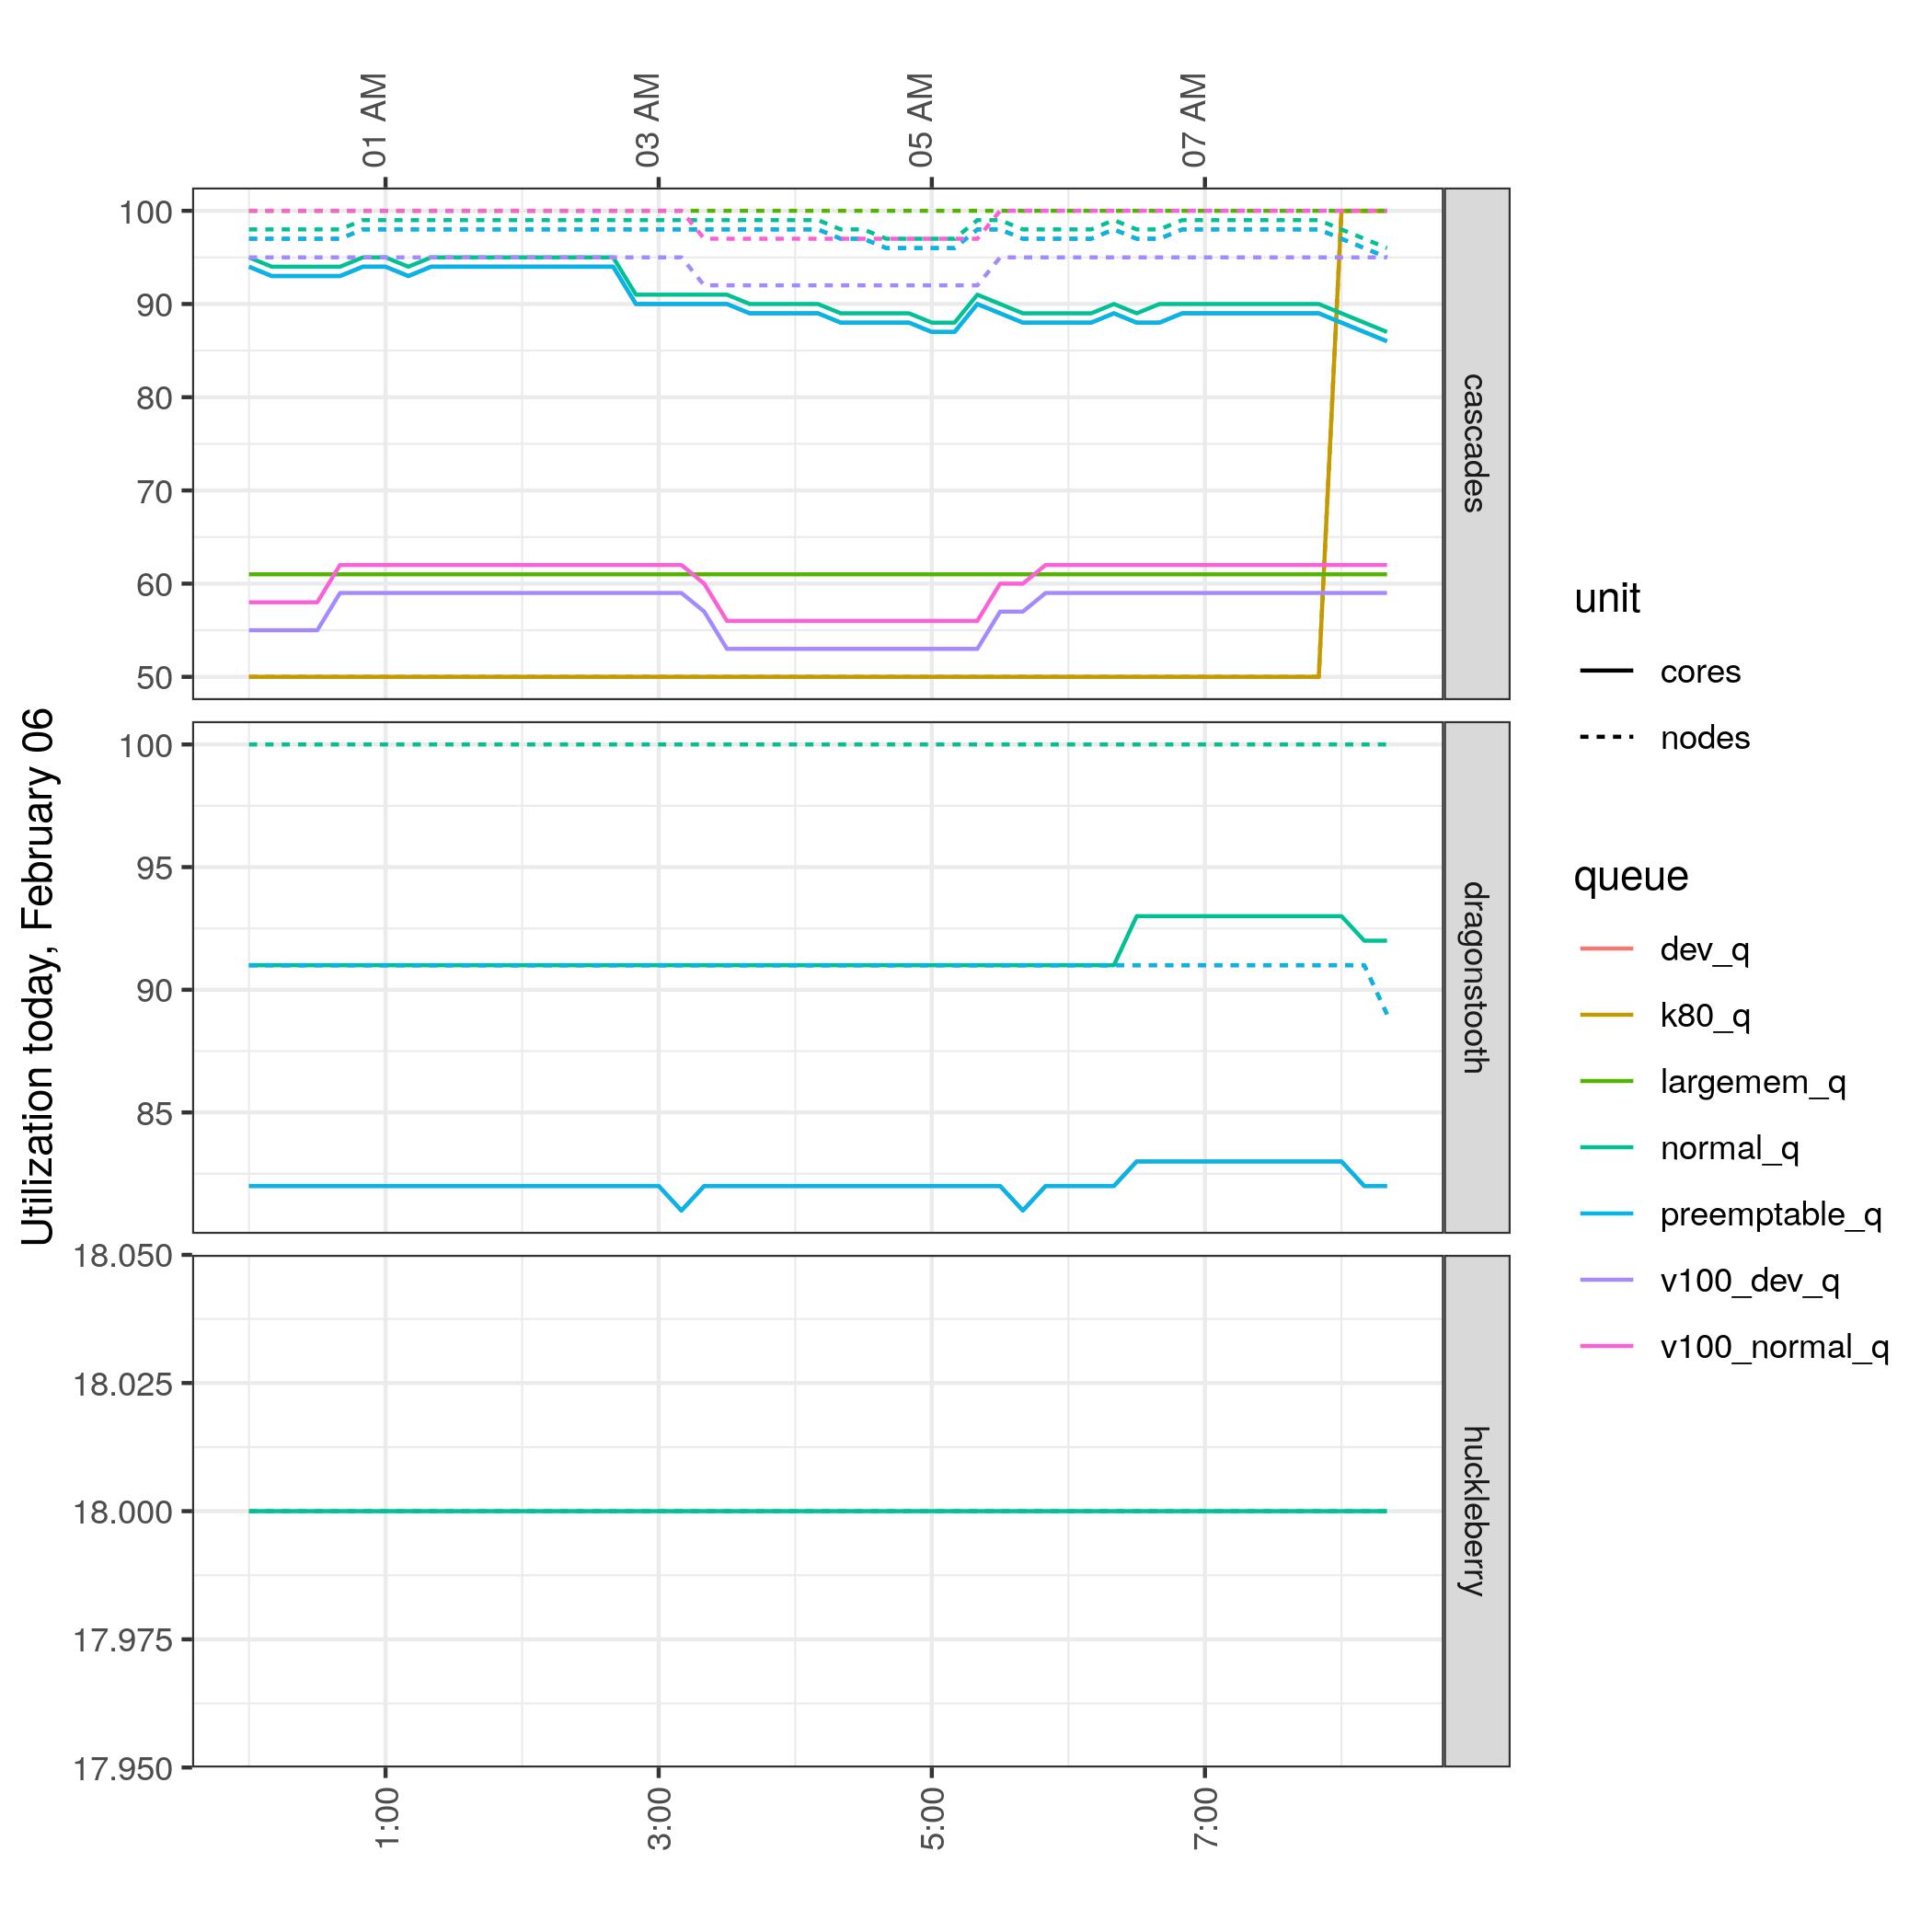 01 AM
03 AM
05 AM
07 AM
100
90
80
70
60
50
cascades
100
95
90
85
dragonstooth
18.050
18.025
18.000
17.975
17.950
huckleberry
1:00
3:00
5:00
7:00
Utilization today, February 06
unit
cores
nodes
queue
dev_q
k80_q
largemem_q
normal_q
preemptable_q
v100_dev_q
v100_normal_q